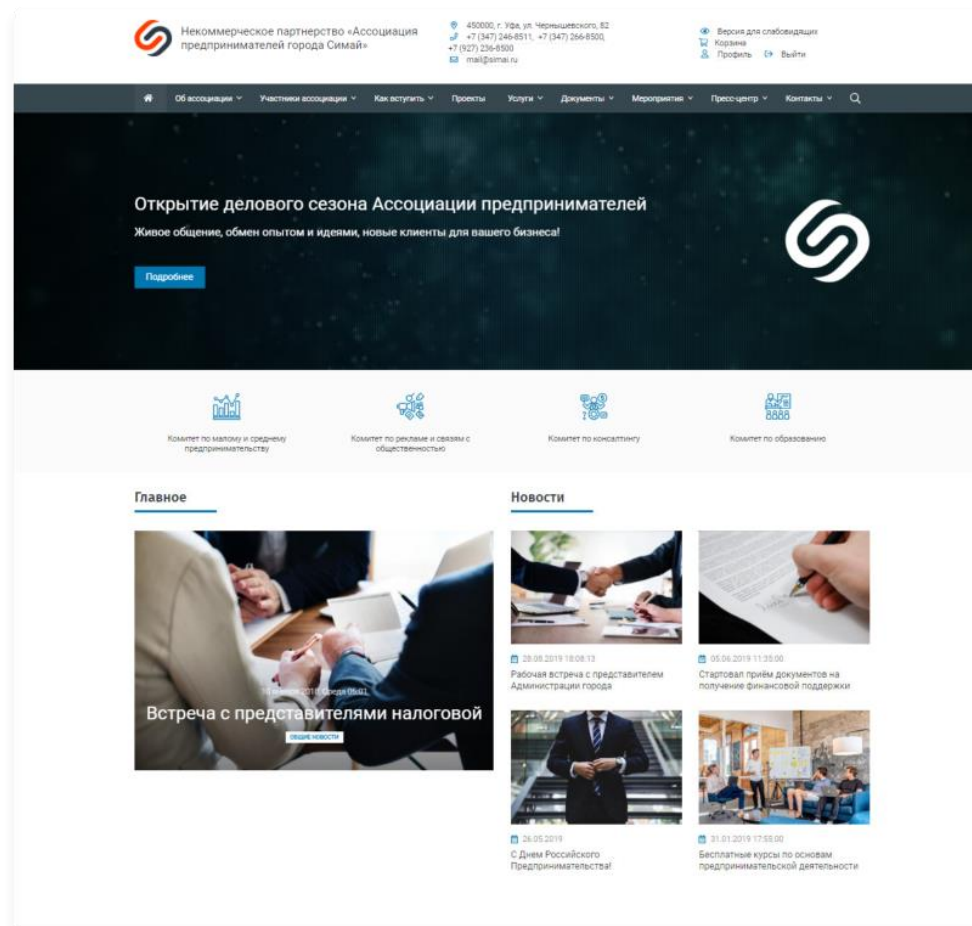 Некоммерческое партнерство «Ассоциация
предпринимателей города Симай»
450000, г. Уфа, ул. Чернышевского, 82
+7 (347) 246-8511, +7 (347) 266-8500,
+7 (927) 236-8500
mail@simai.ru
Версия для слабовидящих
Корзина
Профиль Выйти
Об ассоциации Участники ассоциации Как вступить Проекты Услуги Документы Мероприятия Пресс-центр Контакты
Открытие делового сезона Ассоциации предпринимателей
Живое общение, обмен опытом и идеями, новые клиенты для вашего бизнеса!
Подробнее
Комитет по малому и среднему
предпринимательству
Комитет по рекламе и связям с
общественностью
Комитет по консалтингу
Комитет по образованию
Главное
2018, Среда 05:01
Встреча с представителями налоговой
ОБЩИЕ НОВОСТИ
Новости
28.05.2019 18:08:13
Рабочая встреча с представителем
Администрации города
05.06.2019 11:35:00
Стартовал приём документов на
получение финансовой поддержки
26.05.2019
С Днем Российского
Предпринимательства!
31.01.2019 17:55:00
Бесплатные курсы по основам
предпринимательской деятельности